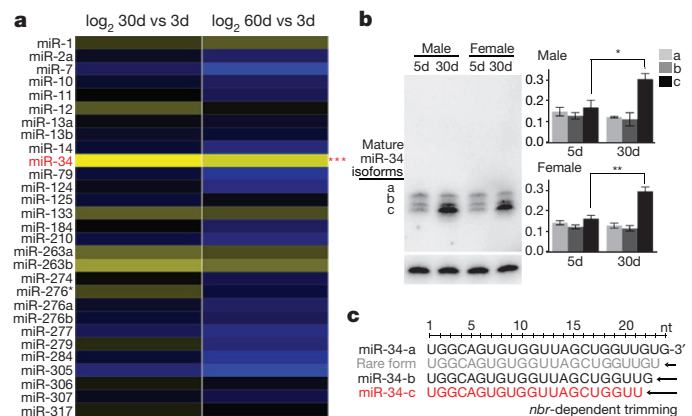 a
log2 30d vs 3d log2 60d vs 3d
miR-1
miR-2a
miR-7
miR-10
miR-11
miR-12
miR-13a
miR-13b
miR-14
miR-34 ***
miR-79
miR-124
miR-125
miR-133
miR-184
miR-210
miR-263a
miR-263b
miR-274
miR-276*
miR-276a
miR-276b
miR-277
miR-279
miR-284
miR-305
miR-306
miR-307
miR-317
b
Male Female
5d 30d 5d 30d
Mature
miR-34
isoforms
a
b
c
Male
a
b
c
*
0.3
0.2
0.1
0.0
5d 30d
Female
**
0.3
0.2
0.1
0.0
5d 30d
c
1 5 10 15 20 nt
miR-34-a UGGCAGUGUGGUUAGCUGGUUGUG-3′
Rare form UGGCAGUGUGGUUAGCUGGUUGU
miR-34-b UGGCAGUGUGGUUAGCUGGUUG
miR-34-c UGGCAGUGUGGUUAGCUGGUU
nbr-dependent trimming